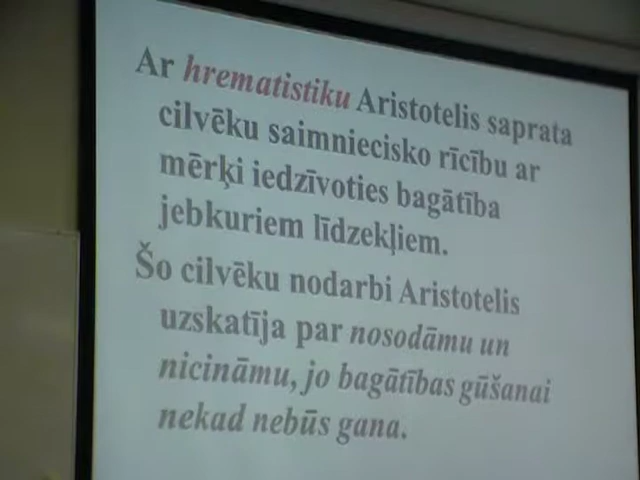 Ar hrematistiku Aristotelis saprata
cilvēku saimniecisko rīcību ar
mērķi iedzīvoties bagātība
jebkuriem līdzekļiem.
Šo cilvēku nodarbi Aristotelis
uzskatīja par nosodāmu un
nicināmu, jo bagātības gūšanai
nekad nebūs gana.